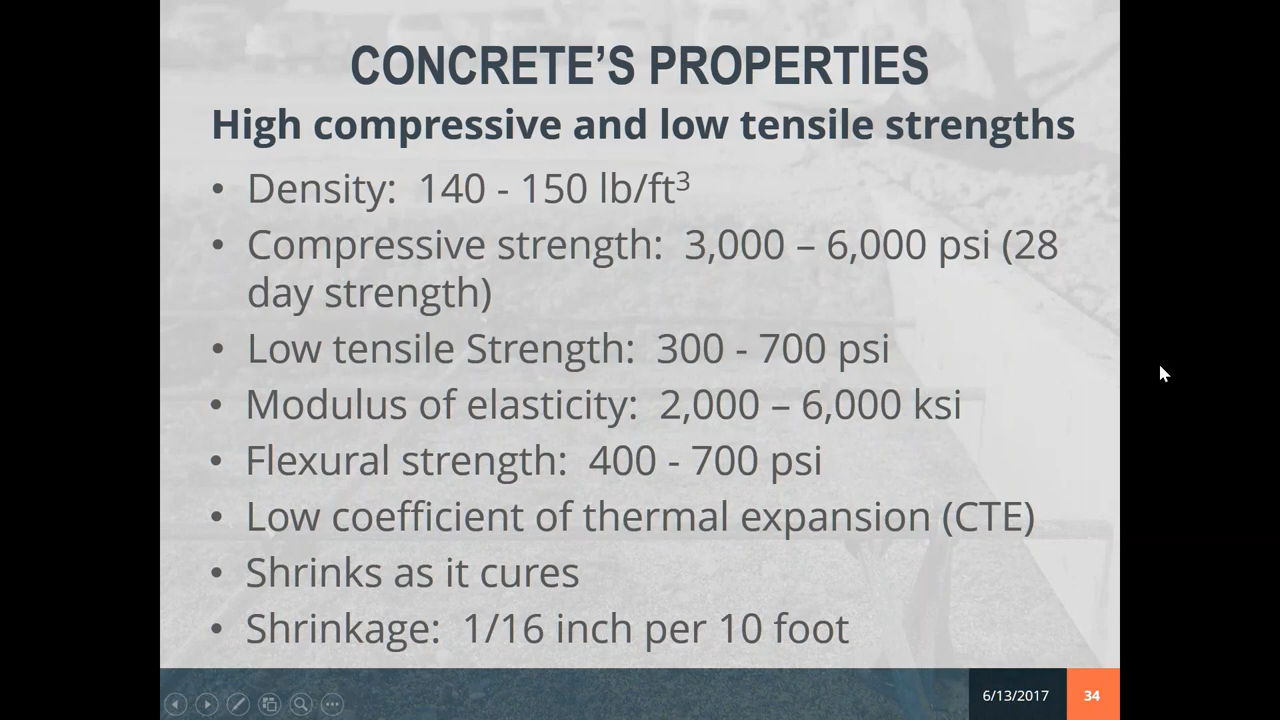 CONCRETE’S PROPERTIES
High compressive and low tensile strengths
• Density:  140 - 150 lb/ft³
• Compressive strength:  3,000 – 6,000 psi (28
day strength)
• Low tensile Strength:  300 - 700 psi
• Modulus of elasticity:  2,000 – 6,000 ksi
• Flexural strength:  400 - 700 psi
• Low coefficient of thermal expansion (CTE)
• Shrinks as it cures
• Shrinkage:  1/16 inch per 10 foot
6/13/2017 34